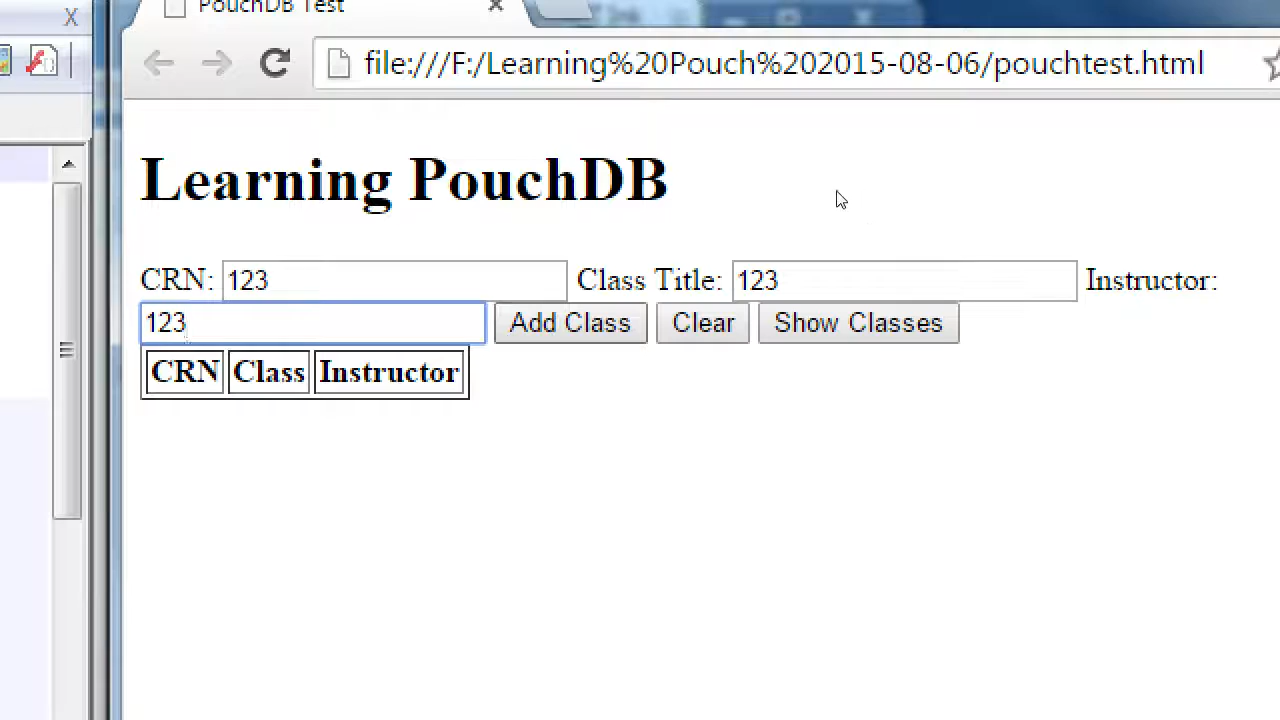 PouchDB Test
file:///F:/Learning%20Pouch%202015-08-06/pouchtest.html
Learning PouchDB
CRN: 123 Class Title: 123 Instructor:
123 Add Class Clear Show Classes
CRN Class Instructor